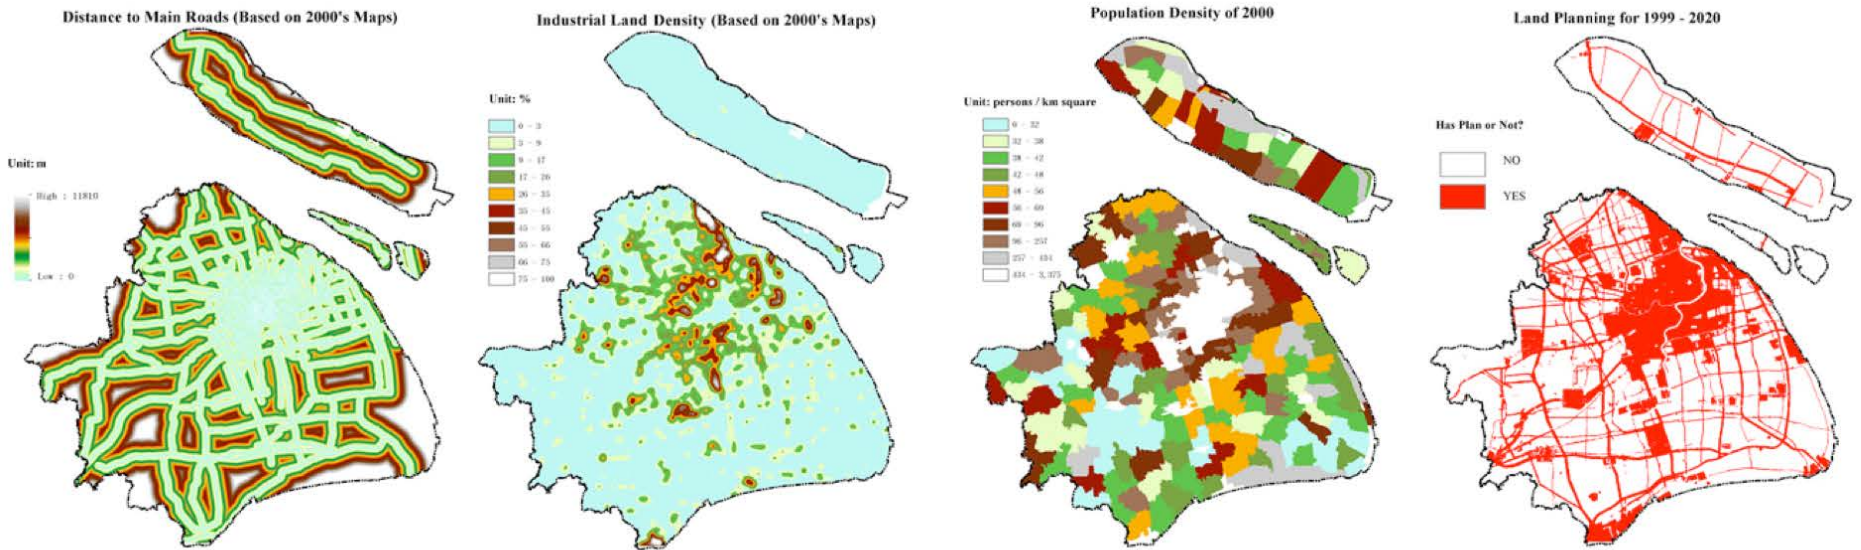 Distance to Main Roads (Based on 2000's Maps)
Unit: m
High : 11810
Low : 0
Industrial Land Density (Based on 2000's Maps)
Unit: %
0 - 3
3 - 9
9 - 17
17 - 26
26 - 35
35 - 45
45 - 55
55 - 66
66 - 75
75 - 100
Population Density of 2000
Unit: persons / km square
0 - 32
32 - 38
38 - 42
42 - 48
48 - 56
56 - 69
69 - 96
96 - 257
257 - 434
434 - 3,375
Land Planning for 1999 - 2020
Has Plan or Not?
NO
YES